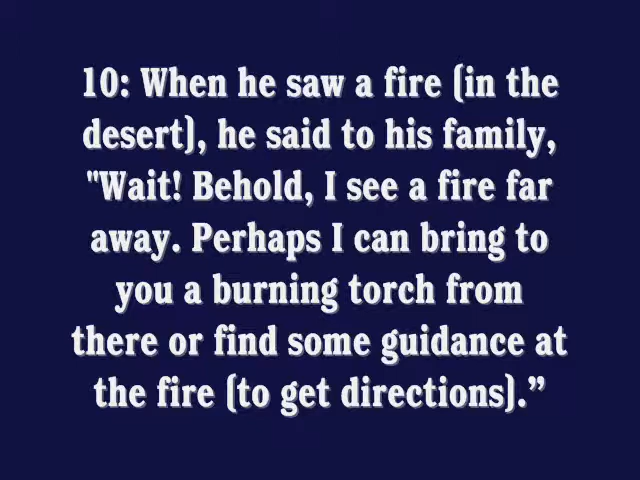 10: When he saw a fire (in the
desert), he said to his family,
"Wait! Behold, I see a fire far
away. Perhaps I can bring to
you a burning torch from
there or find some guidance at
the fire (to get directions).”